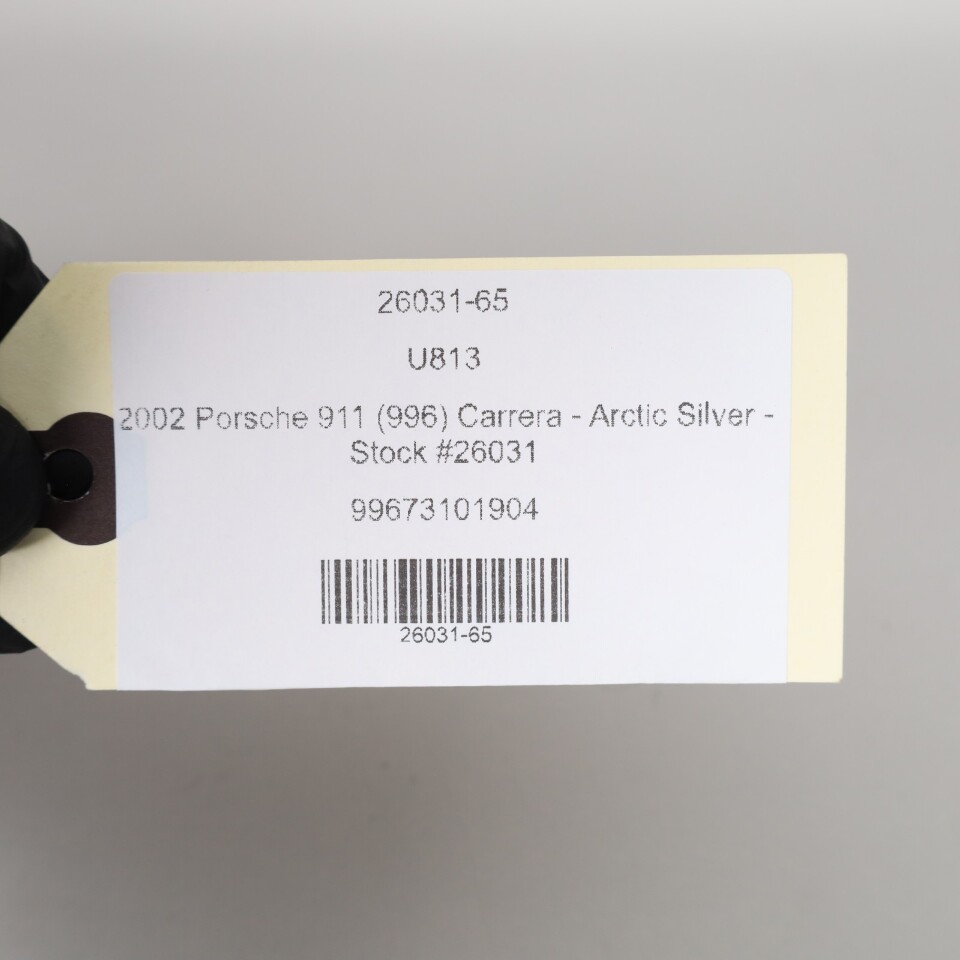 26031-65
U813
2002 Porsche 911 (996) Carrera - Arctic Silver -
Stock #26031
99673101904
26031-65